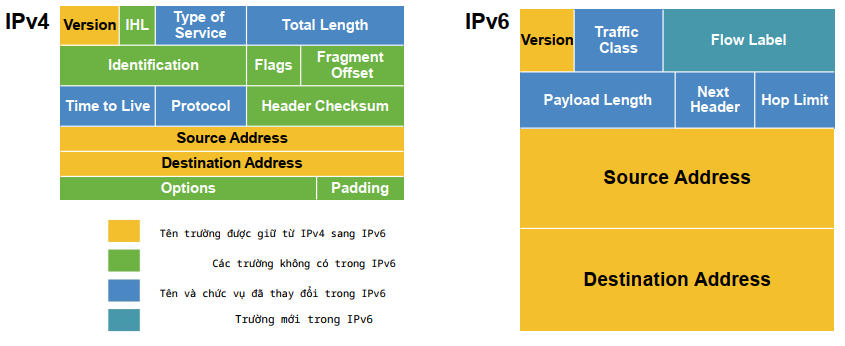 IPv4
Version IHL Type of Service Total Length
Identification Flags Fragment Offset
Time to Live Protocol Header Checksum
Source Address
Destination Address
Options Padding
Tên trường được giữ từ IPv4 sang IPv6
Các trường không có trong IPv6
Tên và chức vụ đã thay đổi trong IPv6
Trường mới trong IPv6
IPv6
Version Traffic Class Flow Label
Payload Length Next Header Hop Limit
Source Address
Destination Address